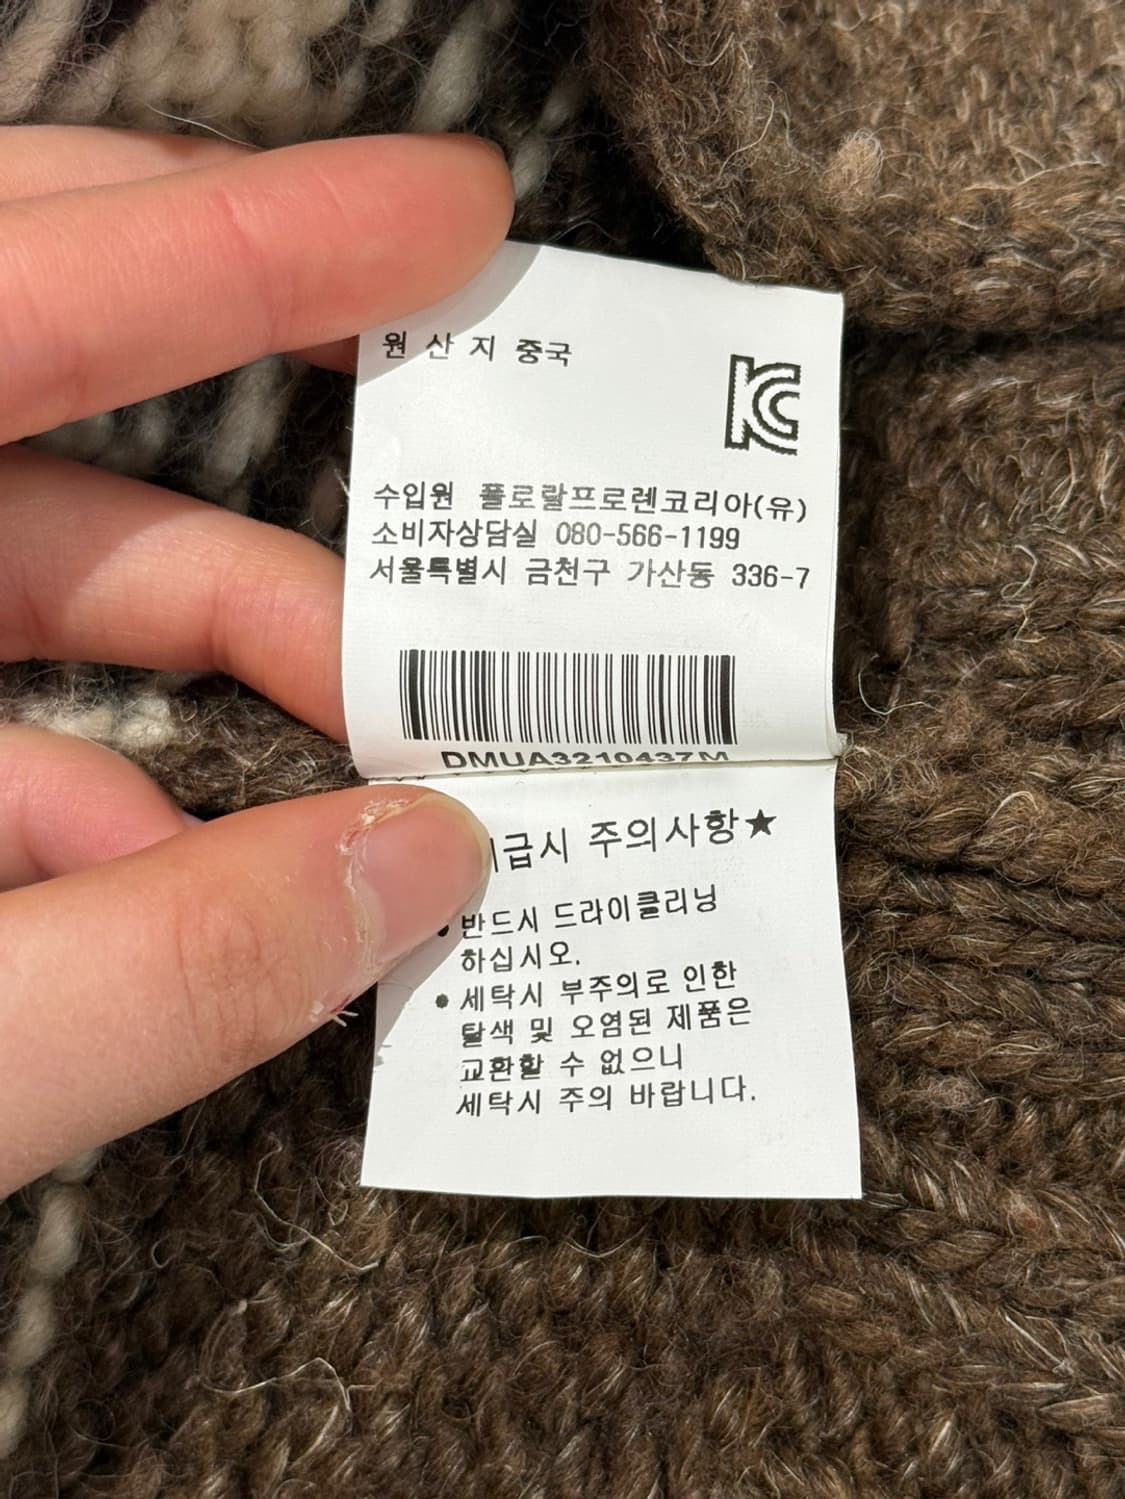 원 산 지 중국
KC
수입원 폴로랄프로렌코리아(유)
소비자상담실 080-566-1199
서울특별시 금천구 가산동 336-7
DMUA3210437M
급시 주의사항★
● 반드시 드라이클리닝
하십시오.
● 세탁시 부주의로 인한
탈색 및 오염된 제품은
교환할 수 없으니
세탁시 주의 바랍니다.